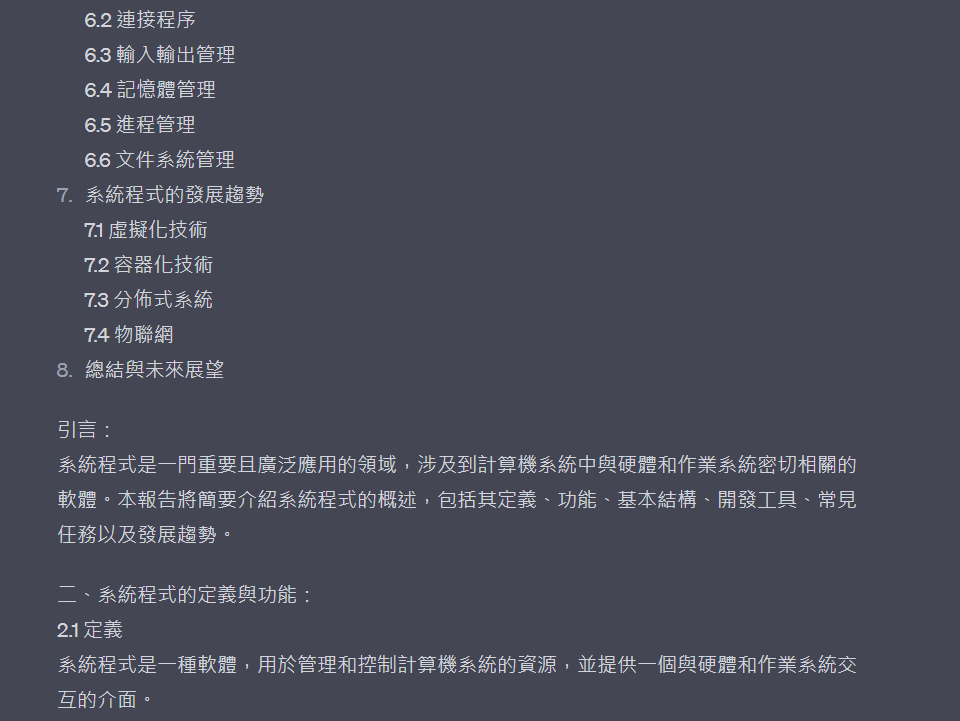 6.2 連接程序
6.3 輸入輸出管理
6.4 記憶體管理
6.5 進程管理
6.6 文件系統管理
7. 系統程式的發展趨勢
7.1 虛擬化技術
7.2 容器化技術
7.3 分佈式系統
7.4 物聯網
8. 總結與未來展望
引言：
系統程式是一門重要且廣泛應用的領域，涉及到計算機系統中與硬體和作業系統密切相關的
軟體。本報告將簡要介紹系統程式的概述，包括其定義、功能、基本結構、開發工具、常見
任務以及發展趨勢。
二、系統程式的定義與功能：
2.1 定義
系統程式是一種軟體，用於管理和控制計算機系統的資源，並提供一個與硬體和作業系統交
互的介面。